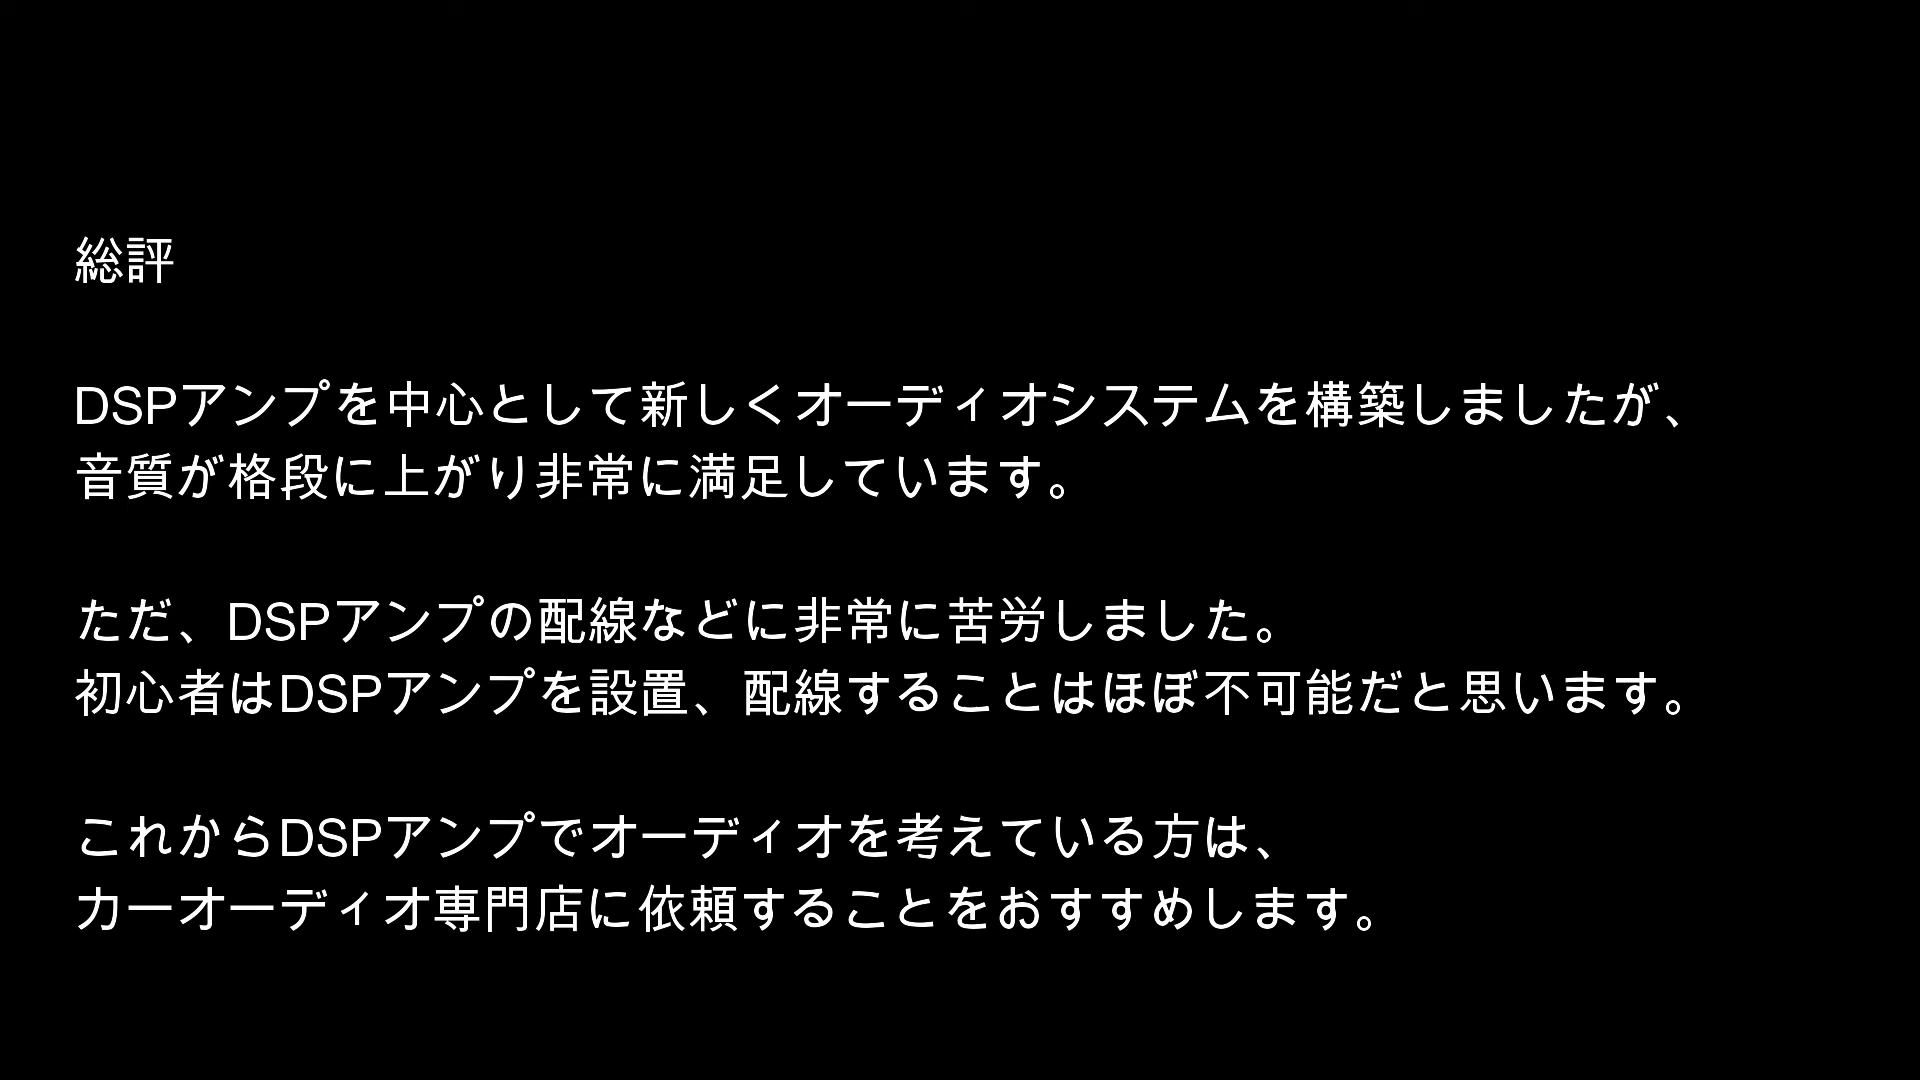 総評
DSPアンプを中心として新しくオーディオシステムを構築しましたが、
音質が格段に上がり非常に満足しています。
ただ、DSPアンプの配線などに非常に苦労しました。
初心者はDSPアンプを設置、配線することはほぼ不可能だと思います。
これからDSPアンプでオーディオを考えている方は、
カーオーディオ専門店に依頼することをおすすめします。